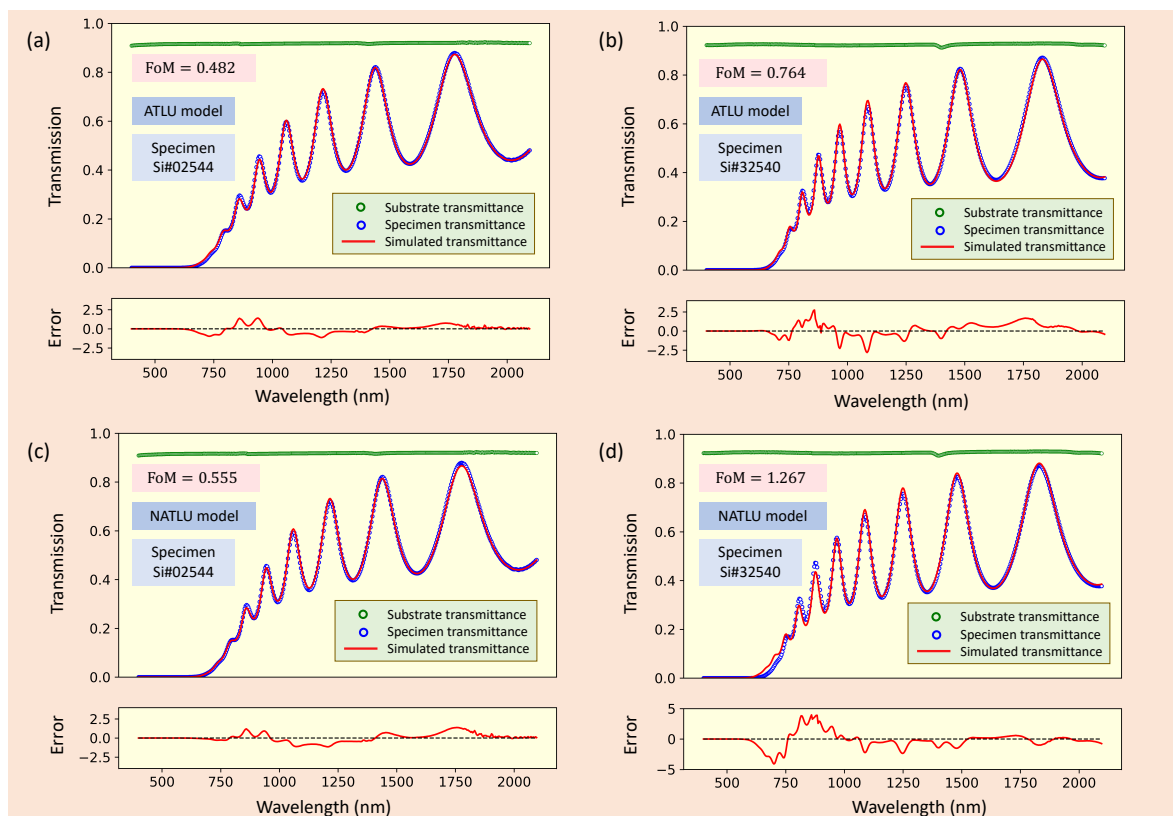 (a)
1.0
0.8
0.6
0.4
0.2
0.0
Transmission
FoM = 0.482
ATLU model
Specimen
Si#02544
Substrate transmittance
Specimen transmittance
Simulated transmittance
2.5
0.0
−2.5
Error
500 750 1000 1250 1500 1750 2000
Wavelength (nm)
(b)
1.0
0.8
0.6
0.4
0.2
0.0
Transmission
FoM = 0.764
ATLU model
Specimen
Si#32540
Substrate transmittance
Specimen transmittance
Simulated transmittance
2.5
0.0
−2.5
Error
500 750 1000 1250 1500 1750 2000
Wavelength (nm)
(c)
1.0
0.8
0.6
0.4
0.2
0.0
Transmission
FoM = 0.555
NATLU model
Specimen
Si#02544
Substrate transmittance
Specimen transmittance
Simulated transmittance
2.5
0.0
−2.5
Error
500 750 1000 1250 1500 1750 2000
Wavelength (nm)
(d)
1.0
0.8
0.6
0.4
0.2
0.0
Transmission
FoM = 1.267
NATLU model
Specimen
Si#32540
Substrate transmittance
Specimen transmittance
Simulated transmittance
5
0
−5
Error
500 750 1000 1250 1500 1750 2000
Wavelength (nm)